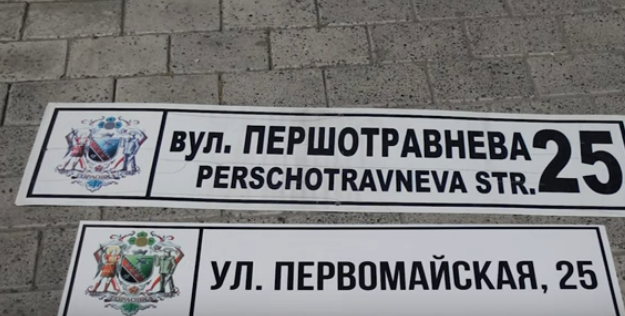 вул. ПЕРШОТРАВНЕВА 25
PERSCHOTRAVNEVA STR.
УЛ. ПЕРВОМАЙСКАЯ, 25